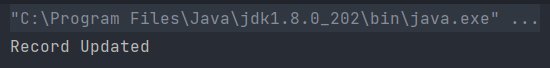 "C:\Program Files\Java\jdk1.8.0_202\bin\java.exe" ...
Record Updated